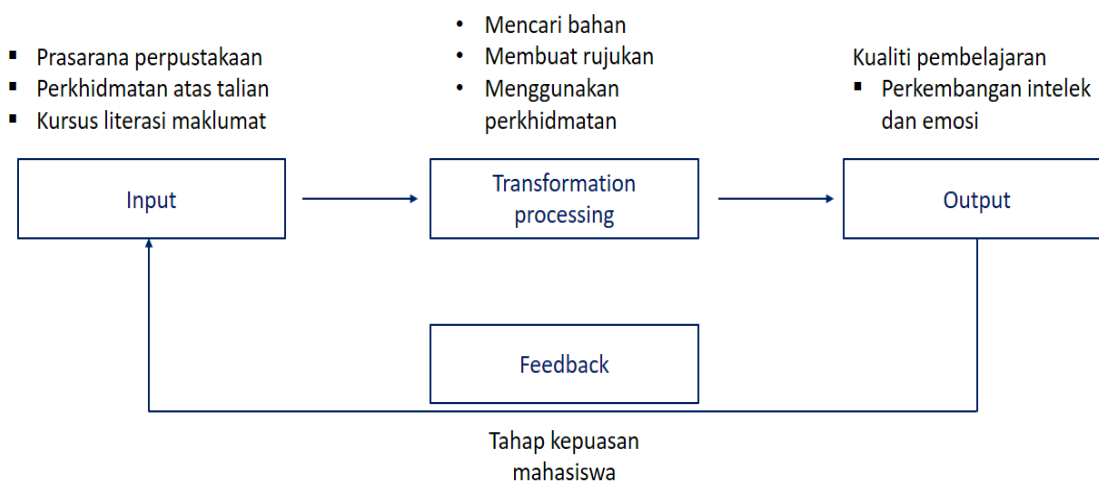 ▪ Prasarana perpustakaan
▪ Perkhidmatan atas talian
▪ Kursus literasi maklumat
• Mencari bahan
• Membuat rujukan
• Menggunakan
perkhidmatan
Kualiti pembelajaran
▪ Perkembangan intelek
dan emosi
Input
Transformation
processing
Output
Feedback
Tahap kepuasan
mahasiswa